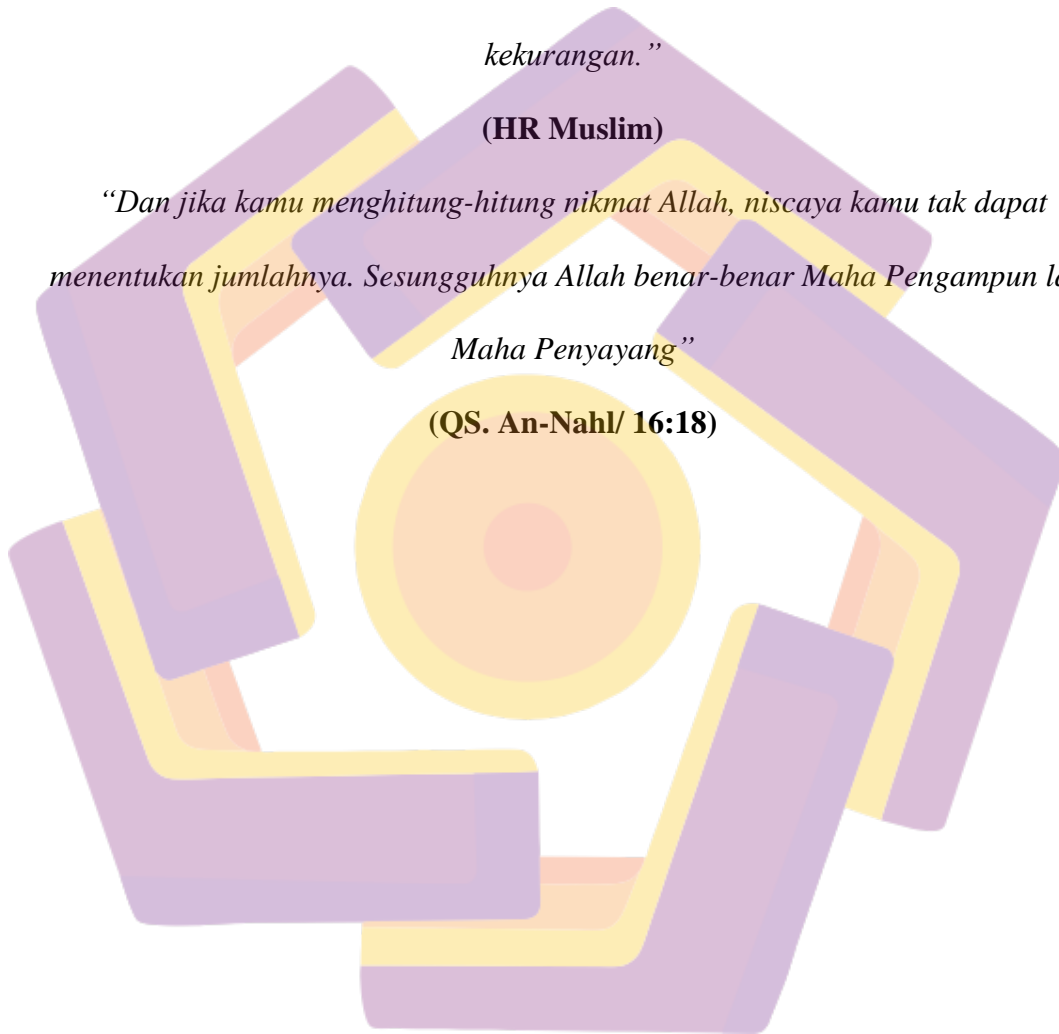 kekurangan.”
(HR Muslim)
“Dan jika kamu menghitung-hitung nikmat Allah, niscaya kamu tak dapat
menentukan jumlahnya. Sesungguhnya Allah benar-benar Maha Pengampun
Maha Penyayang”
(QS. An-Nahl/ 16:18)